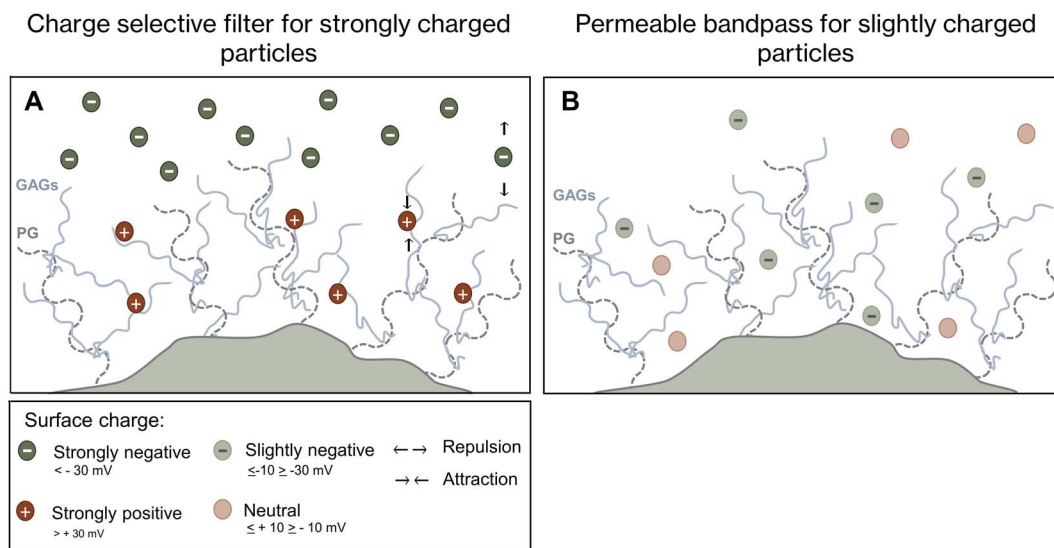 Charge selective filter for strongly charged
particles
Permeable bandpass for slightly charged
particles
A
B
GAGs
PG
GAGs
PG
Surface charge:
Strongly negative
< - 30 mV
Slightly negative
≤-10 ≥ -30 mV
←→ Repulsion
→← Attraction
Strongly positive
> + 30 mV
Neutral
≤ + 10 ≥ - 10 mV